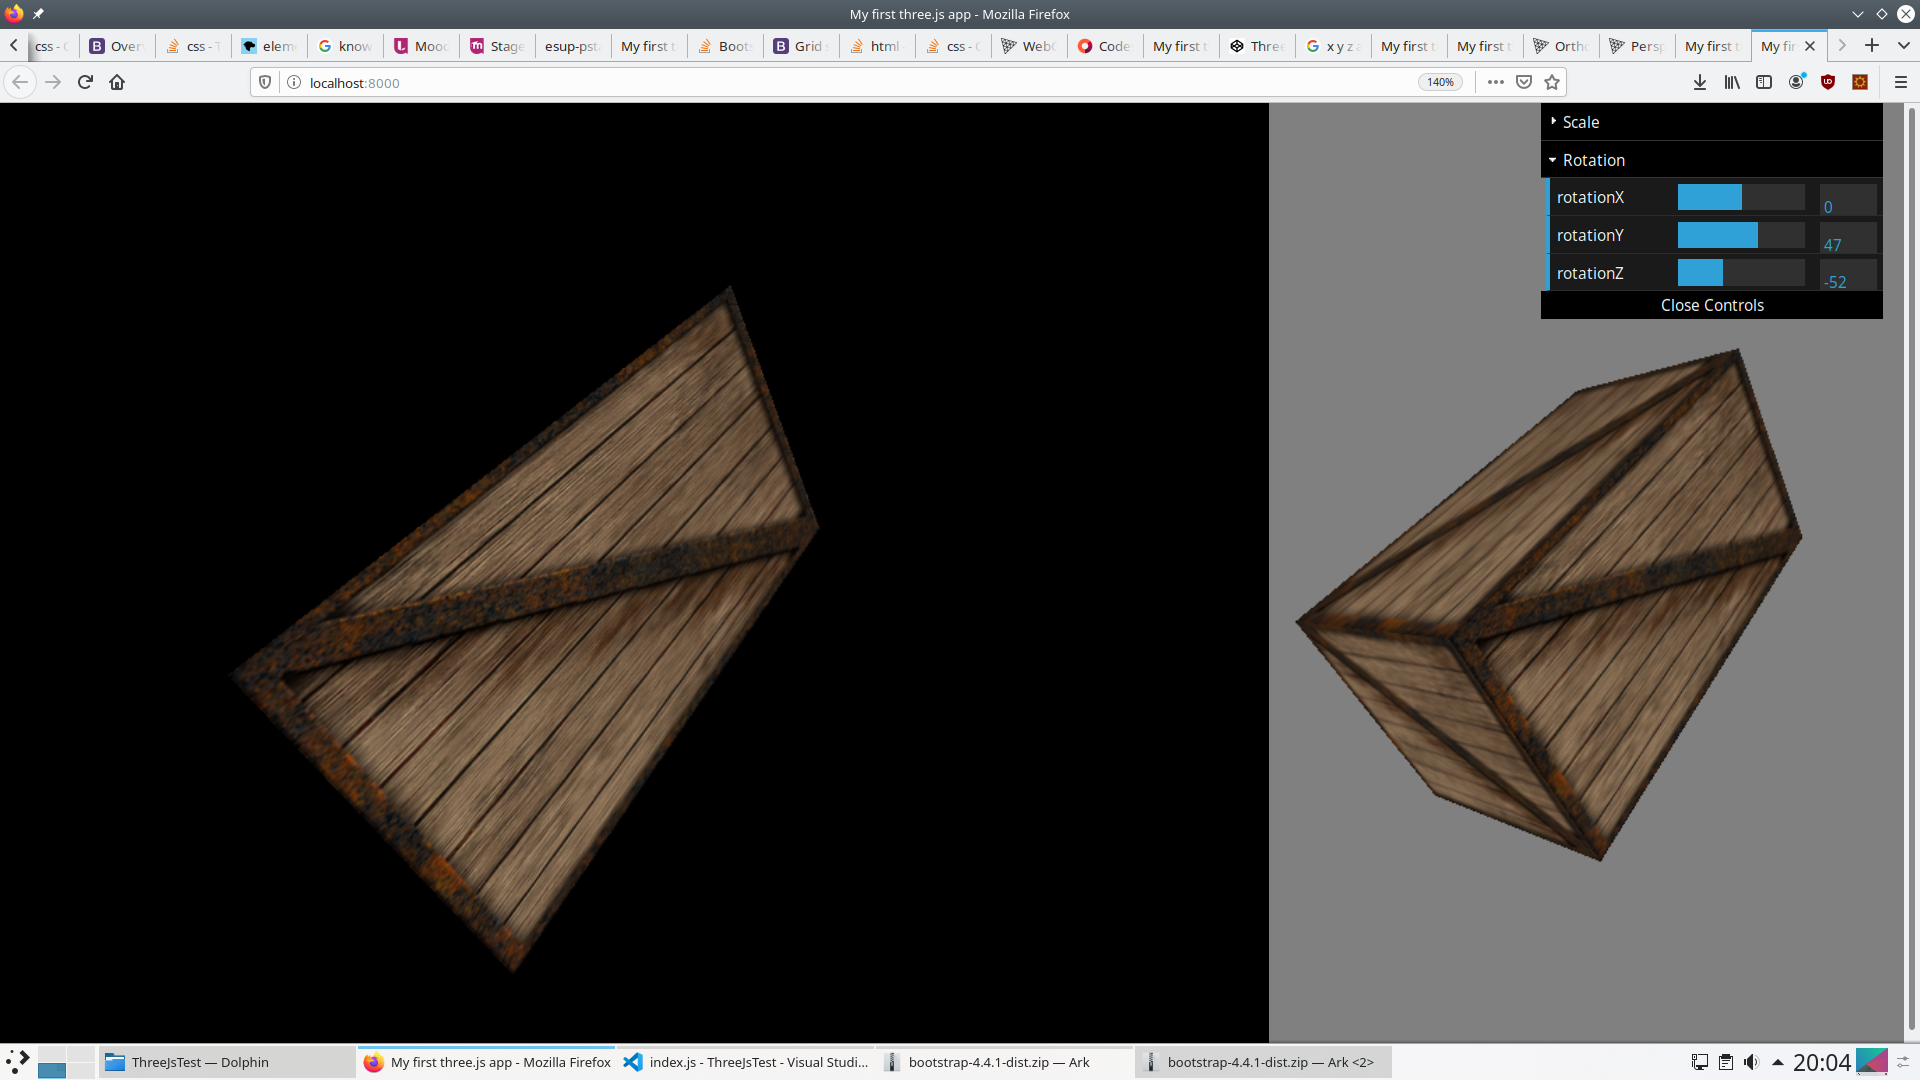 My first three.js app - Mozilla Firefox
css - Over css - T elem know Mooc Stage esup-pst My first t Boots Grid s html - css - C WebG Code My first t Three x y z a My first t My first t Ortho Persp My first t My fir
localhost:8000
140%
Scale
Rotation
rotationX 0
rotationY 47
rotationZ -52
Close Controls
ThreeJsTest — Dolphin
My first three.js app - Mozilla Firefox
index.js - ThreeJsTest - Visual Studi...
bootstrap-4.4.1-dist.zip — Ark
bootstrap-4.4.1-dist.zip — Ark <2>
20:04